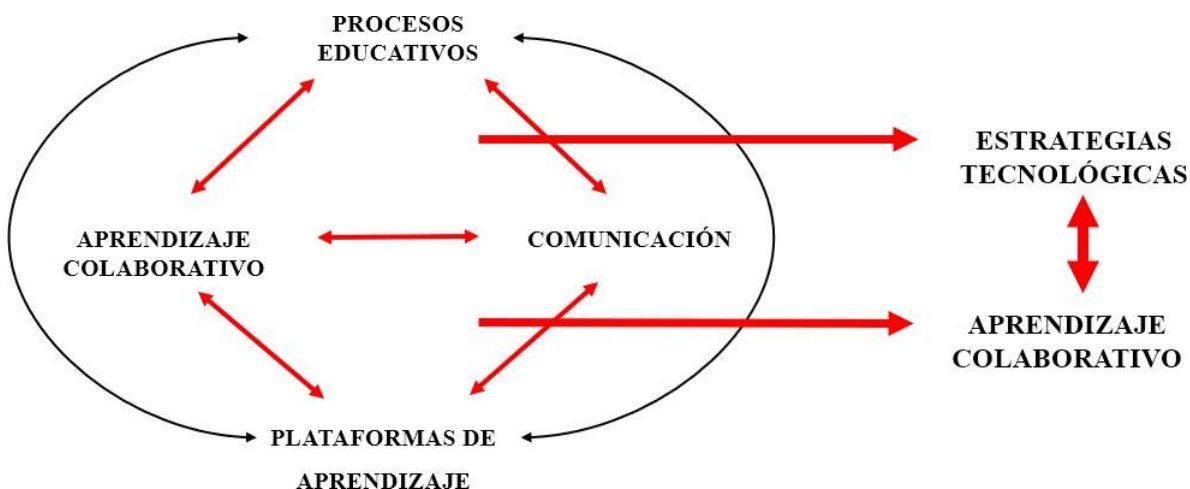 PROCESOS
EDUCATIVOS
ESTRATEGIAS
TECNOLÓGICAS
APRENDIZAJE
COLABORATIVO
COMUNICACIÓN
APRENDIZAJE
COLABORATIVO
PLATAFORMAS DE
APRENDIZAJE